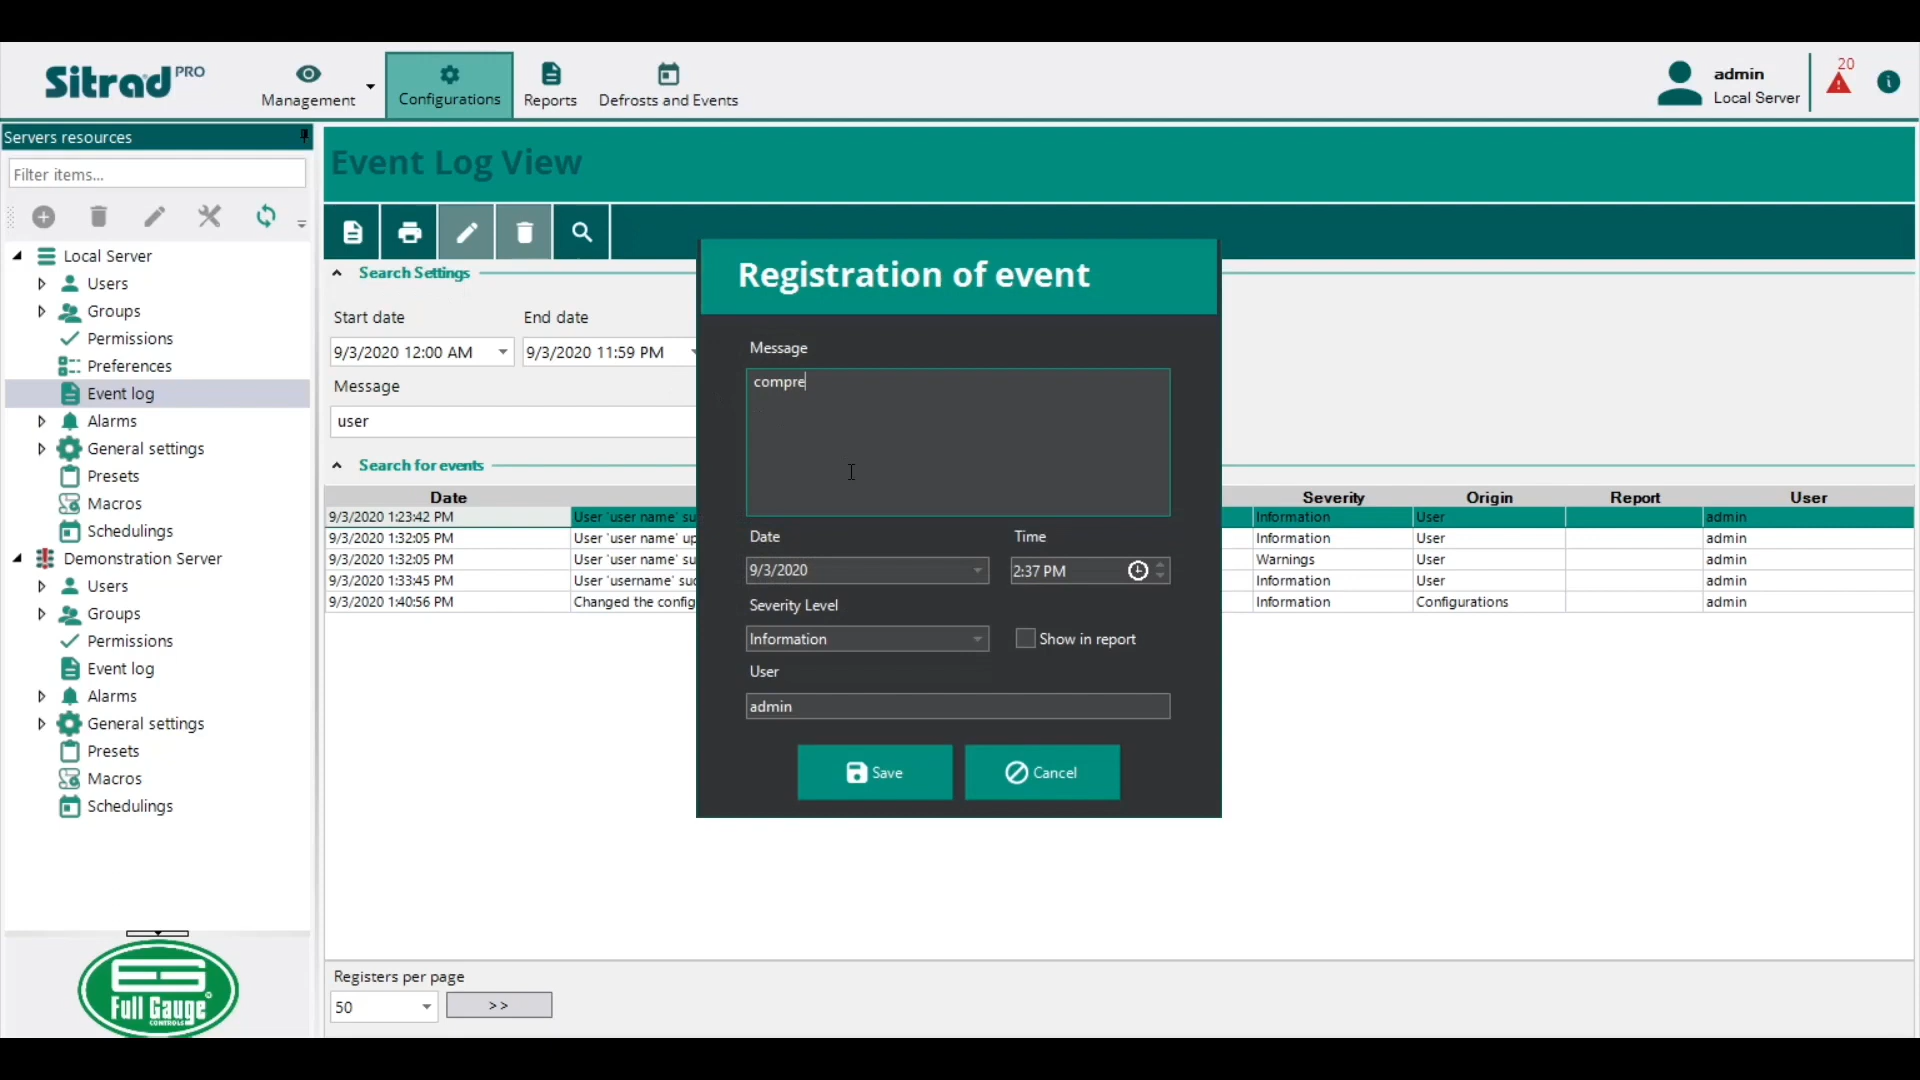 Sitrad PRO
Management
Configurations
Reports
Defrosts and Events
admin
Local Server
20
Servers resources
Filter items...
Local Server
Users
Groups
Permissions
Preferences
Event log
Alarms
General settings
Presets
Macros
Schedulings
Demonstration Server
Users
Groups
Permissions
Event log
Alarms
General settings
Presets
Macros
Schedulings
Full Gauge
CONTROLS
Event Log View
Search Settings
Start date End date
9/3/2020 12:00 AM 9/3/2020 11:59 PM
Message
user
Search for events
Date Severity Origin Report User
9/3/2020 1:23:42 PM User 'user name' su Information User admin
9/3/2020 1:32:05 PM User 'user name' up Information User admin
9/3/2020 1:32:05 PM User 'user name' su Warnings User admin
9/3/2020 1:33:45 PM User 'username' suc Information User admin
9/3/2020 1:40:56 PM Changed the config Information Configurations admin
Registers per page
50 >>
Registration of event
Message
compre
Date Time
9/3/2020 2:37 PM
Severity Level
Information Show in report
User
admin
Save Cancel